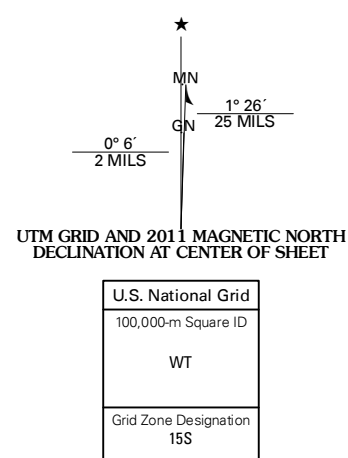 ★
MN
1° 26´
25 MILS
GN
0° 6´
2 MILS
UTM GRID AND 2011 MAGNETIC NORTH
DECLINATION AT CENTER OF SHEET
U.S. National Grid
100,000-m Square ID
WT
Grid Zone Designation
15S